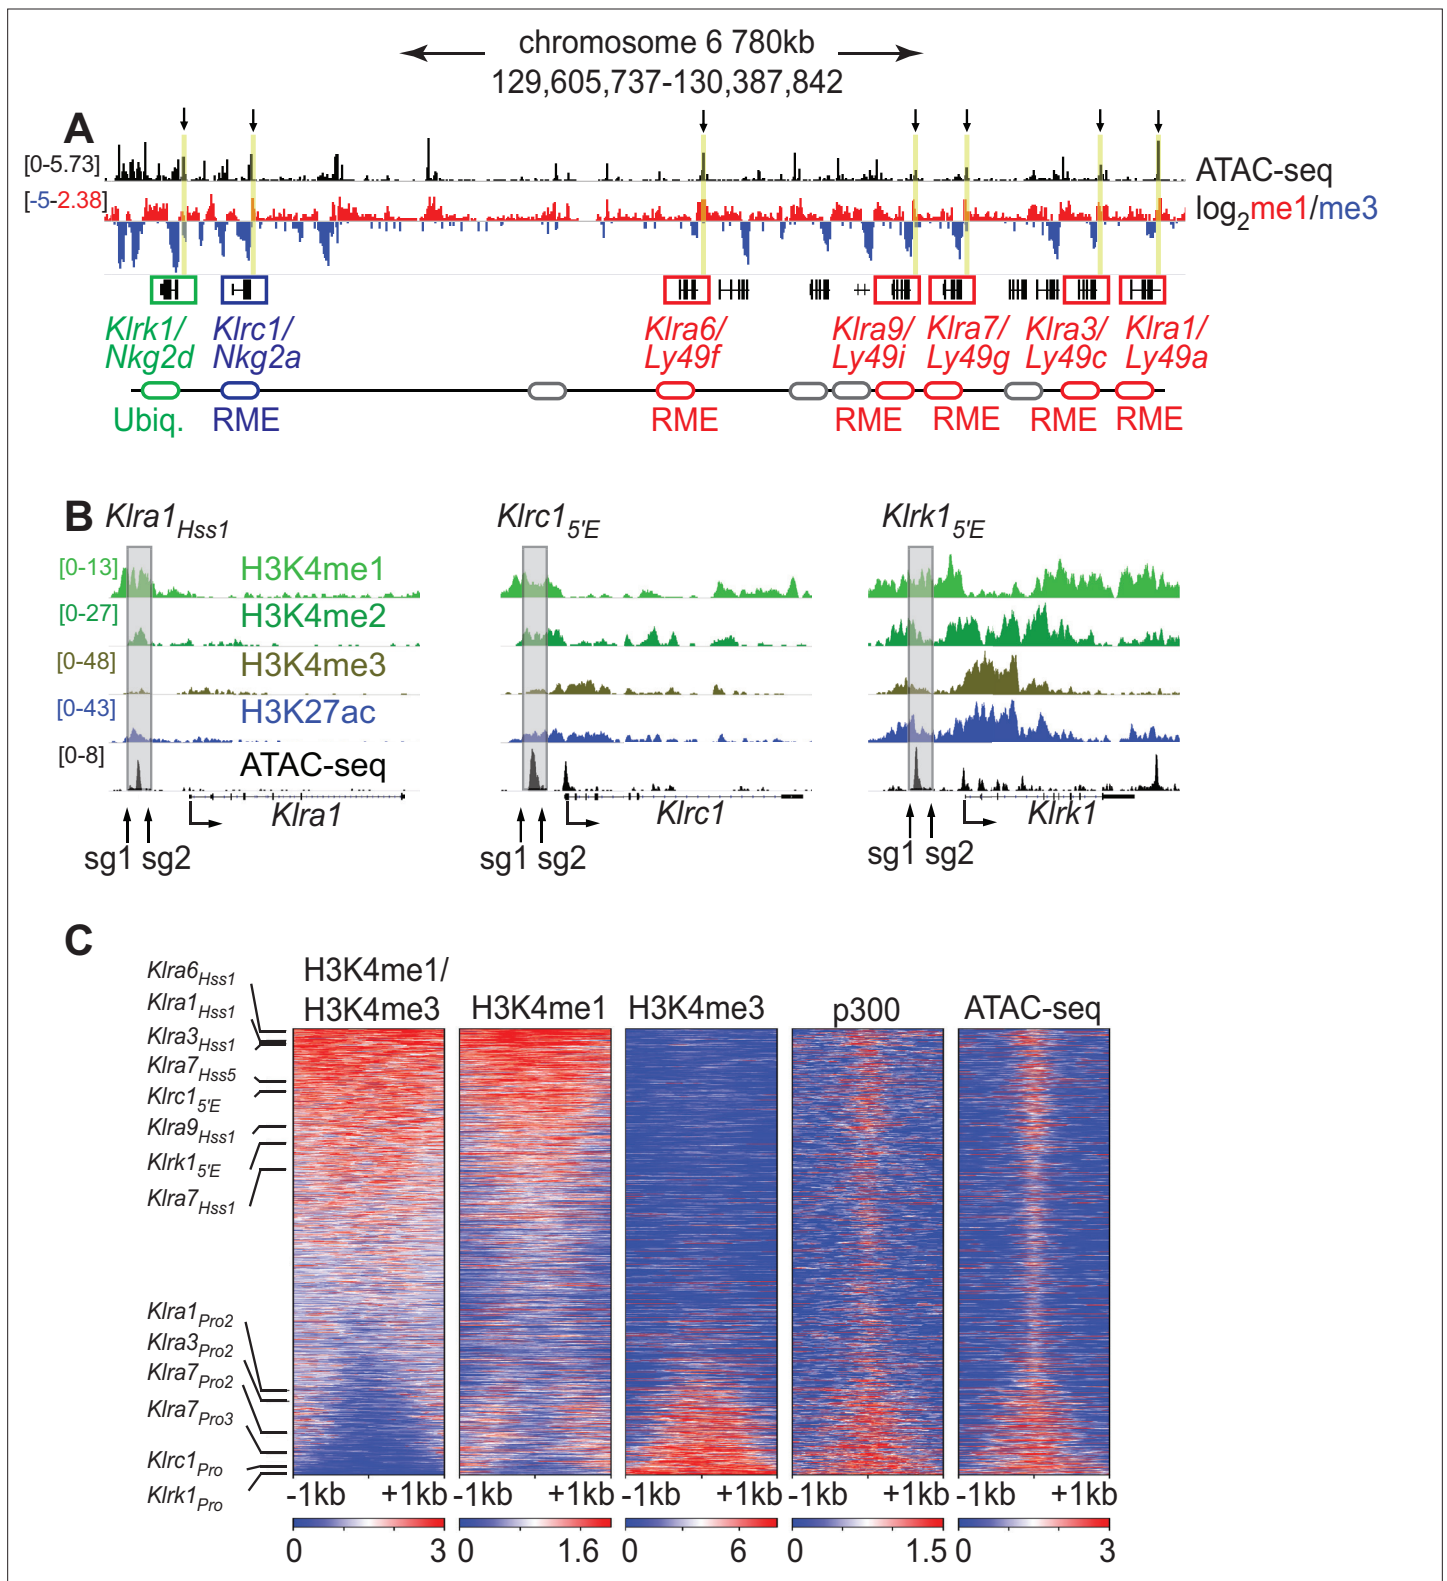 chromosome 6 780kb
129,605,737-130,387,842
A
[0-5.73]
ATAC-seq
[-5-2.38]
log2me1/me3
Klrk1/ Klrc1/ Klra6/ Klra9/ Klra7/ Klra3/ Klra1/
Nkg2d Nkg2a Ly49f Ly49i Ly49g Ly49c Ly49a
Ubiq. RME RME RME RME RME RME
B
Klra1Hss1 Klrc15'E Klrk15'E
[0-13] H3K4me1
[0-27] H3K4me2
[0-48] H3K4me3
[0-43] H3K27ac
[0-8] ATAC-seq
Klra1 Klrc1 Klrk1
sg1 sg2 sg1 sg2 sg1 sg2
C
H3K4me1/
H3K4me3 H3K4me1 H3K4me3 p300 ATAC-seq
Klra6Hss1
Klra1Hss1
Klra3Hss1
Klra7Hss5
Klrc15'E
Klra9Hss1
Klrk15'E
Klra7Hss1
Klra1Pro2
Klra3Pro2
Klra7Pro2
Klra7Pro3
Klrc1Pro
Klrk1Pro
-1kb +1kb -1kb +1kb -1kb +1kb -1kb +1kb -1kb +1kb
0 3 0 1.6 0 6 0 1.5 0 3